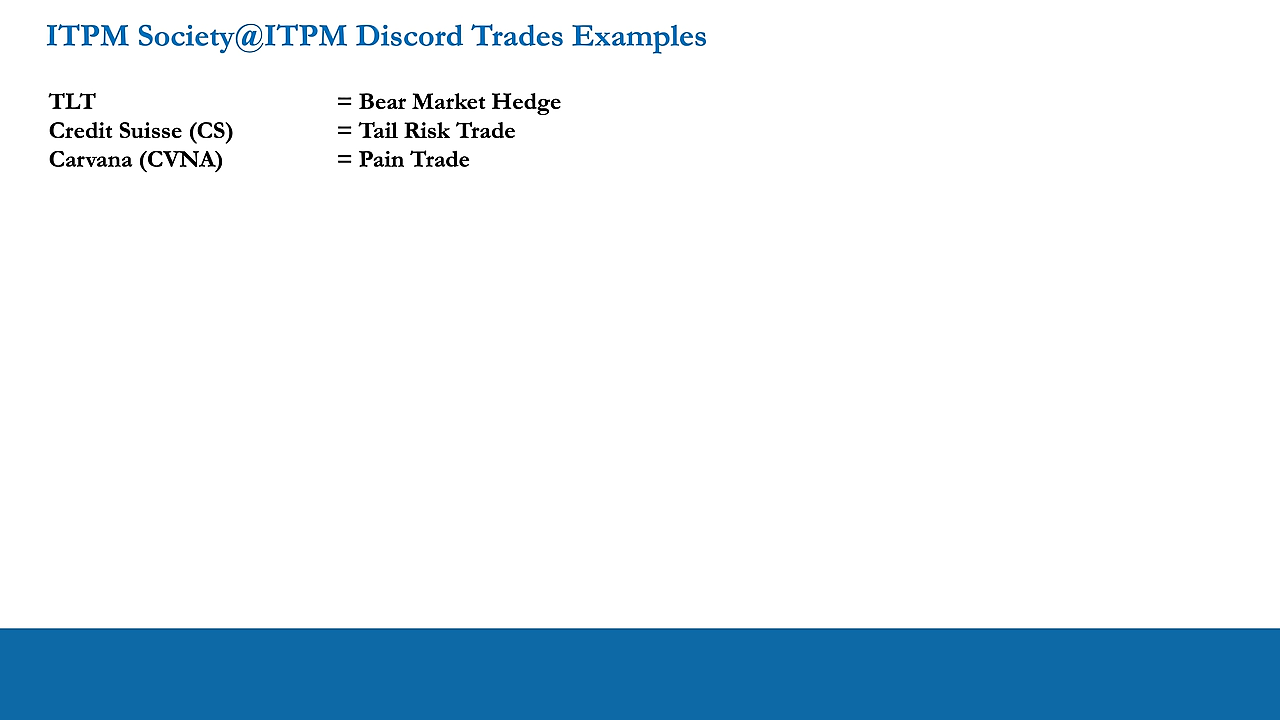 ITPM Society@ITPM Discord Trades Examples
TLT = Bear Market Hedge
Credit Suisse (CS) = Tail Risk Trade
Carvana (CVNA) = Pain Trade